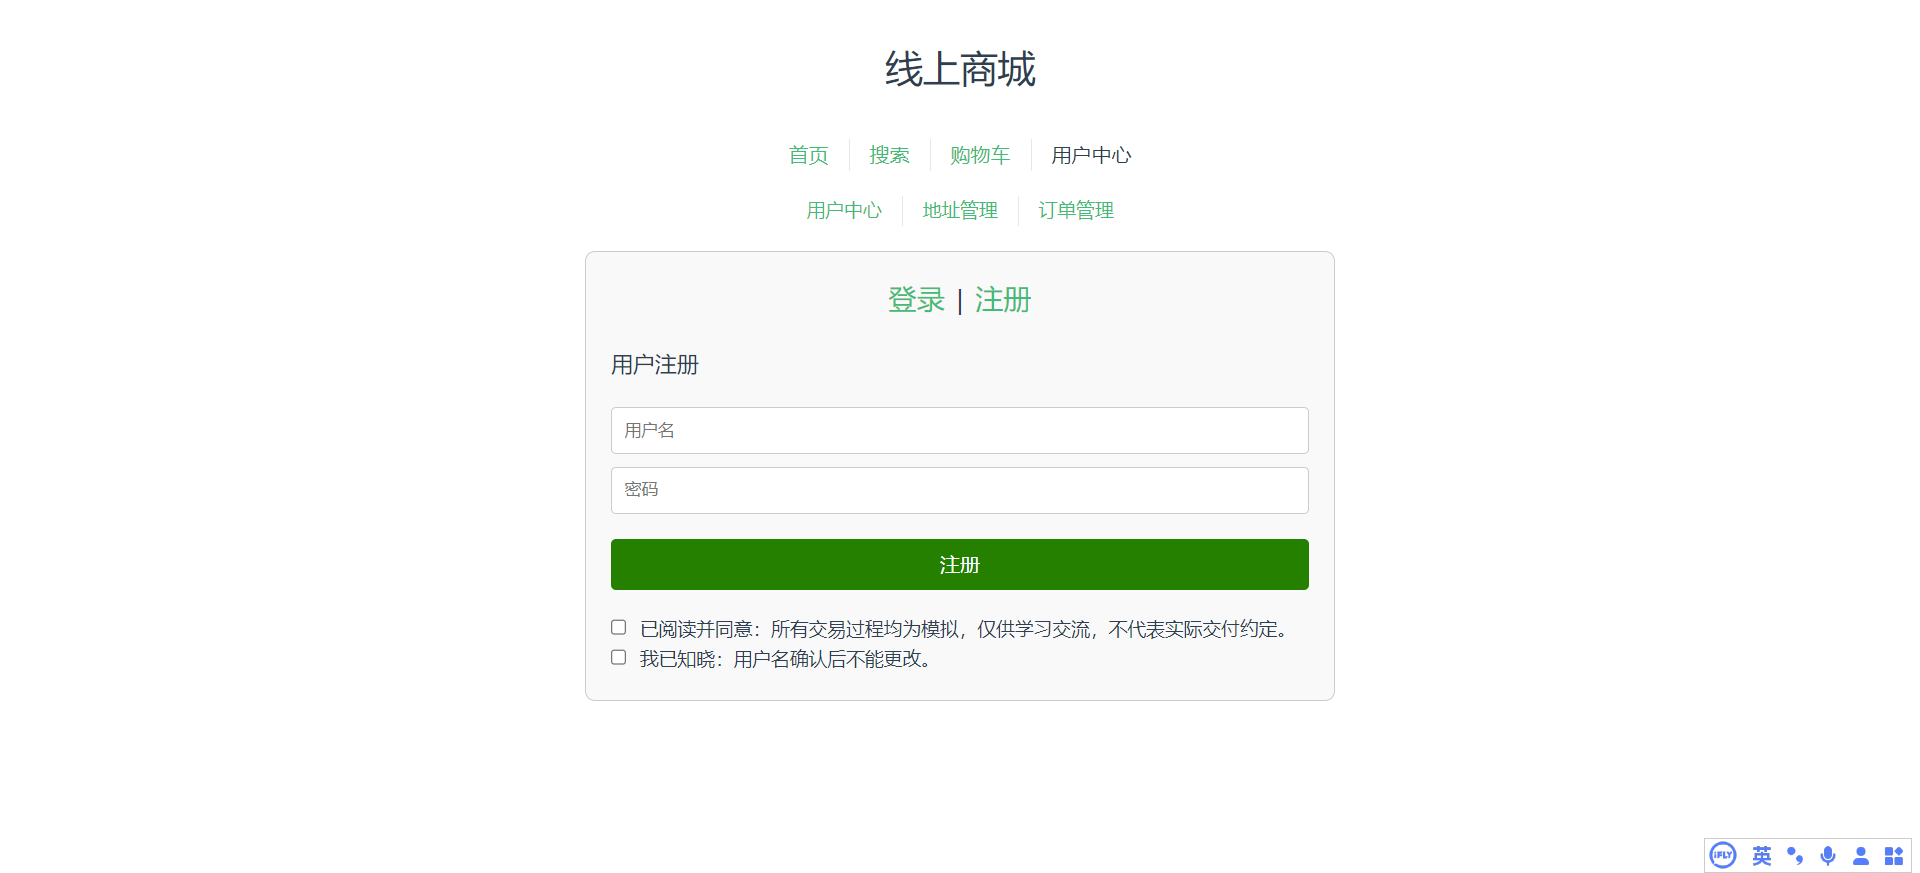 线上商城
首页 搜索 购物车 用户中心
用户中心 地址管理 订单管理
登录 | 注册
用户注册
用户名
密码
注册
已阅读并同意：所有交易过程均为模拟，仅供学习交流，不代表实际交付约定。
我已知晓：用户名确认后不能更改。
iFLY 英